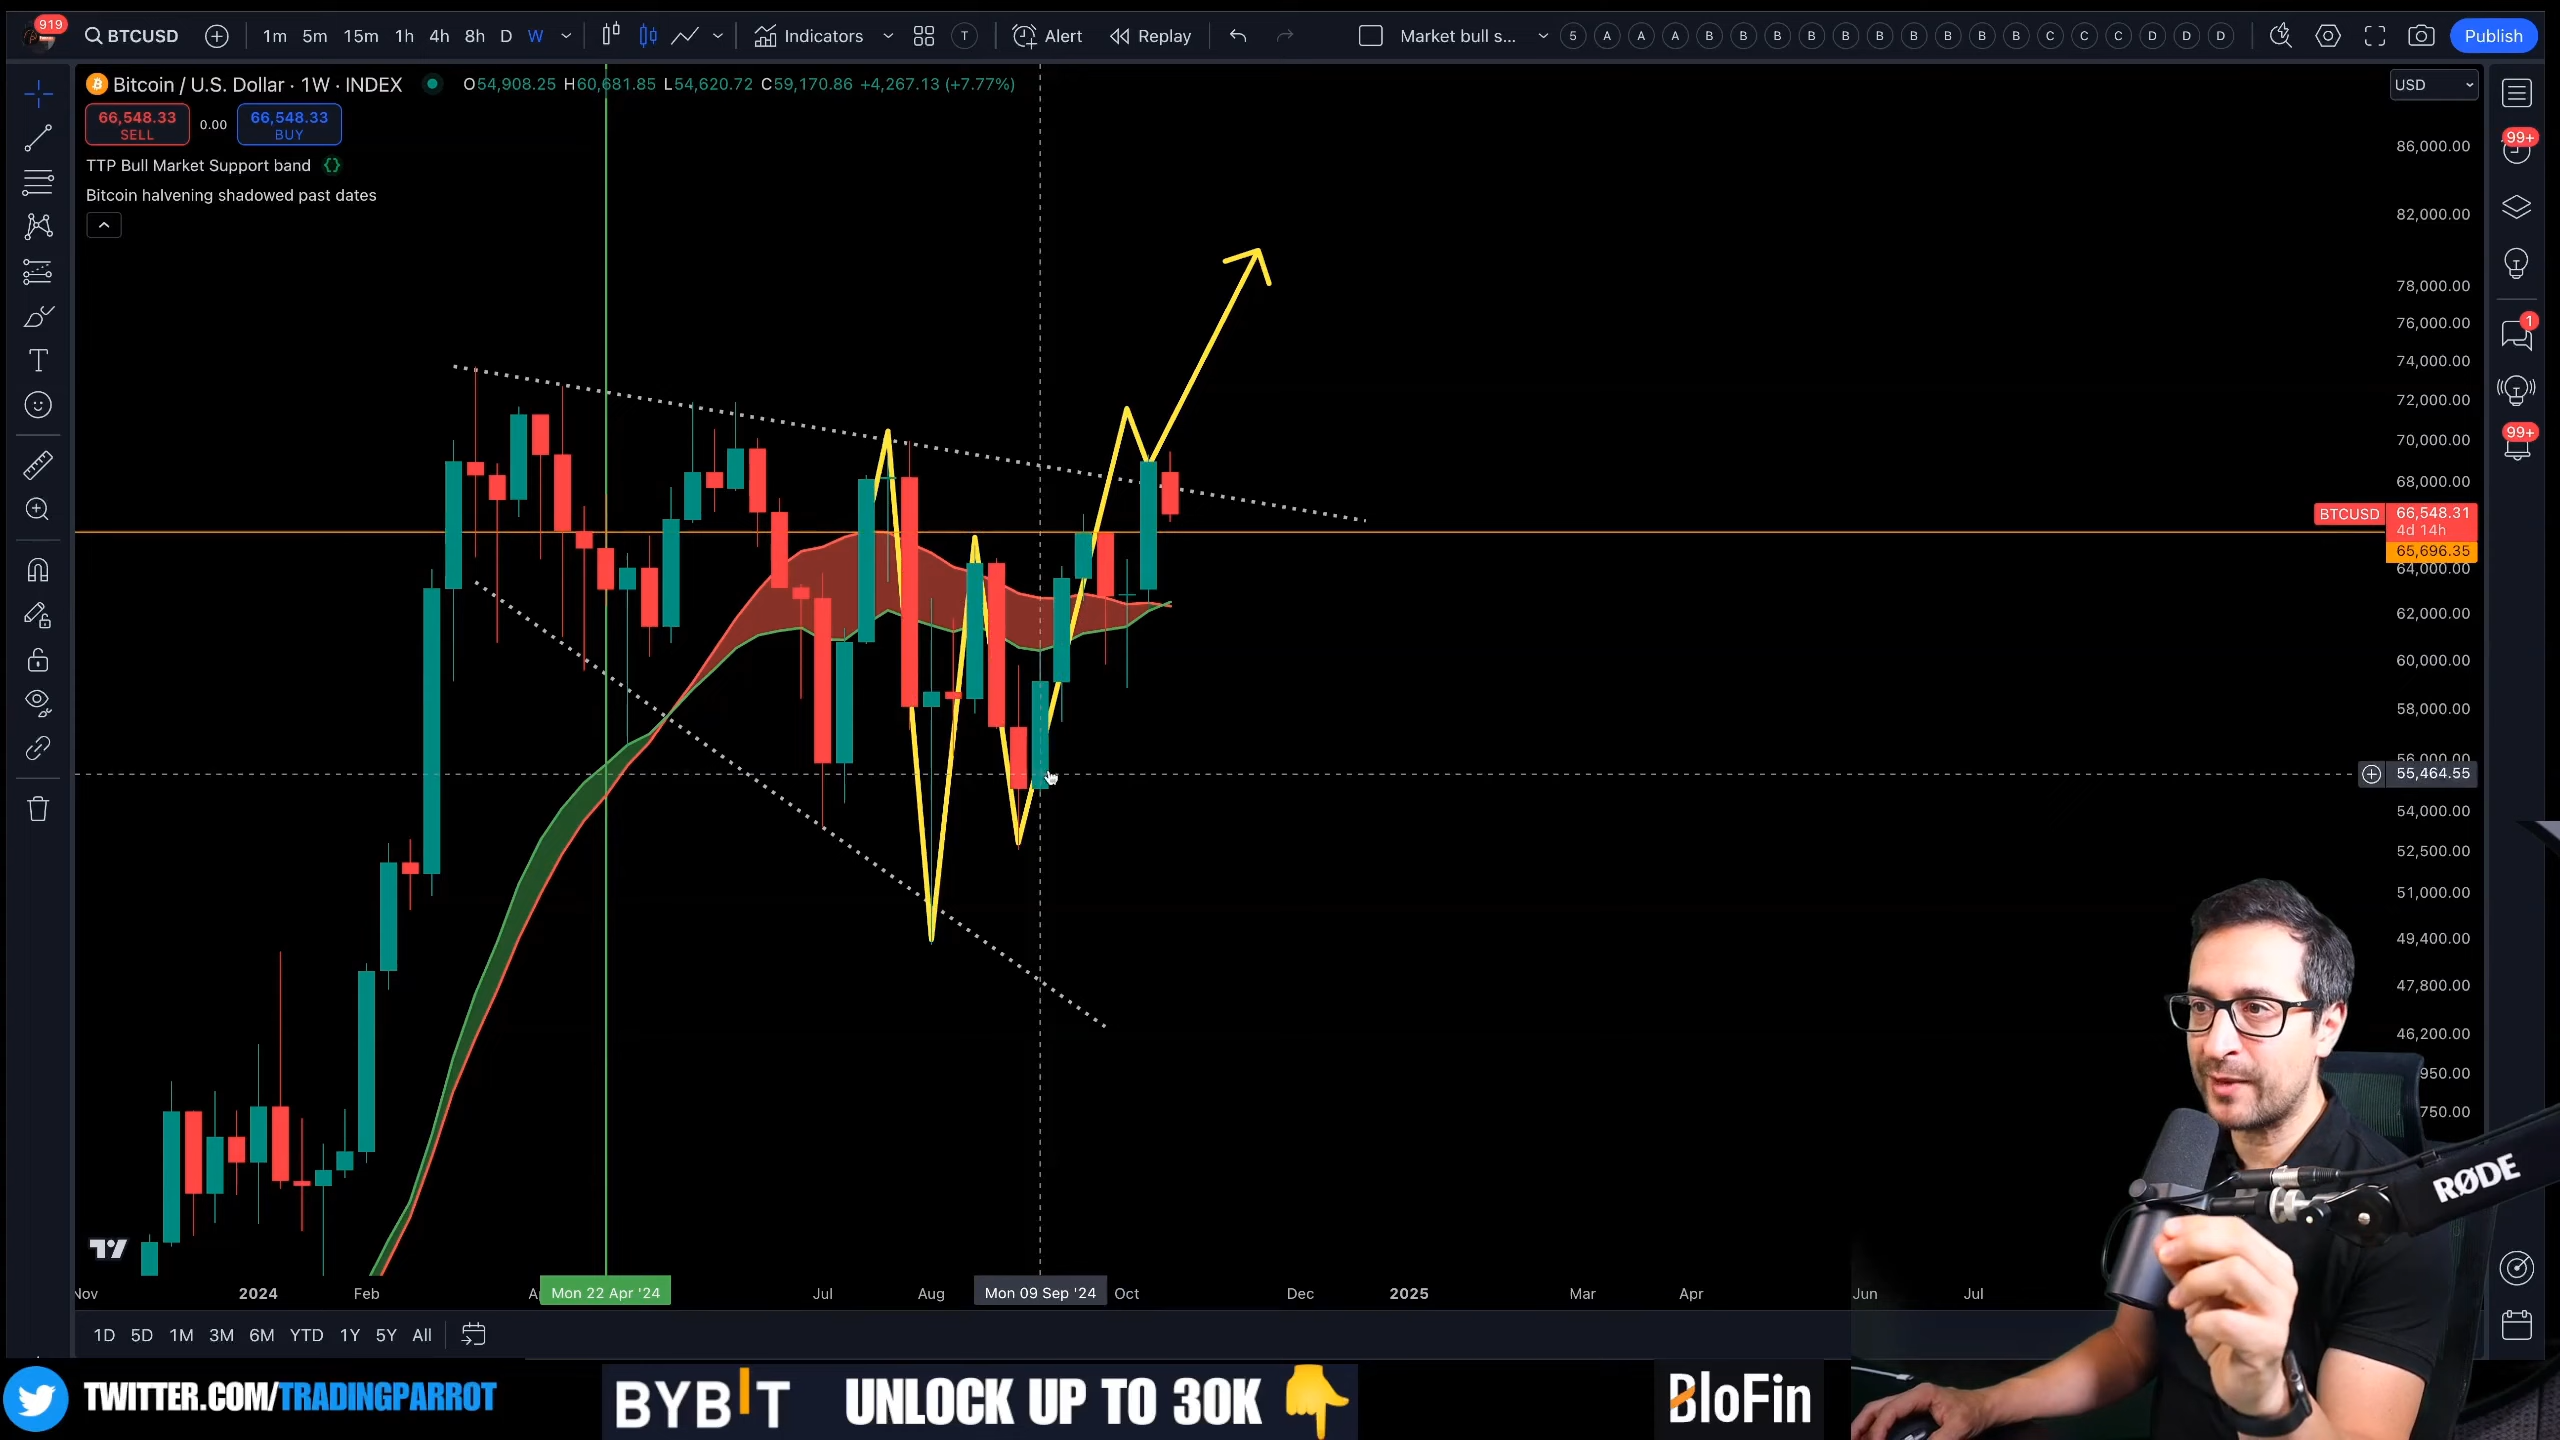 919
BTCUSD
1m 5m 15m 1h 4h 8h D W
Indicators
T
Alert
Replay
Market bull s...
5 A A A B B B B B B B B B B C C C D D D
Publish
Bitcoin / U.S. Dollar · 1W · INDEX
O54,908.25 H60,681.85 L54,620.72 C59,170.86 +4,267.13 (+7.77%)
USD
66,548.33
SELL
0.00
66,548.33
BUY
TTP Bull Market Support band
Bitcoin halvening shadowed past dates
99+
1
99+
86,000.00
82,000.00
78,000.00
76,000.00
74,000.00
72,000.00
70,000.00
68,000.00
BTCUSD
66,548.31
4d 14h
65,696.35
64,000.00
62,000.00
60,000.00
58,000.00
56,000.00
55,464.55
54,000.00
52,500.00
51,000.00
49,400.00
47,800.00
46,200.00
950.00
750.00
Nov 2024 Feb Mon 22 Apr '24 Jul Aug Mon 09 Sep '24 Oct Dec 2025 Mar Apr Jun Jul
1D 5D 1M 3M 6M YTD 1Y 5Y All
RØDE
TWITTER.COM/TRADINGPARROT
BYBIT
UNLOCK UP TO 30K
BloFin